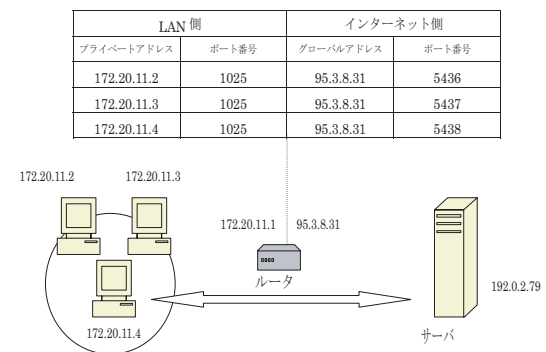 LAN側 インターネット側
プライベートアドレス ポート番号 グローバルアドレス ポート番号
172.20.11.2 1025 95.3.8.31 5436
172.20.11.3 1025 95.3.8.31 5437
172.20.11.4 1025 95.3.8.31 5438
172.20.11.2 172.20.11.3
172.20.11.1 95.3.8.31
ルータ
192.0.2.79
172.20.11.4
サーバ